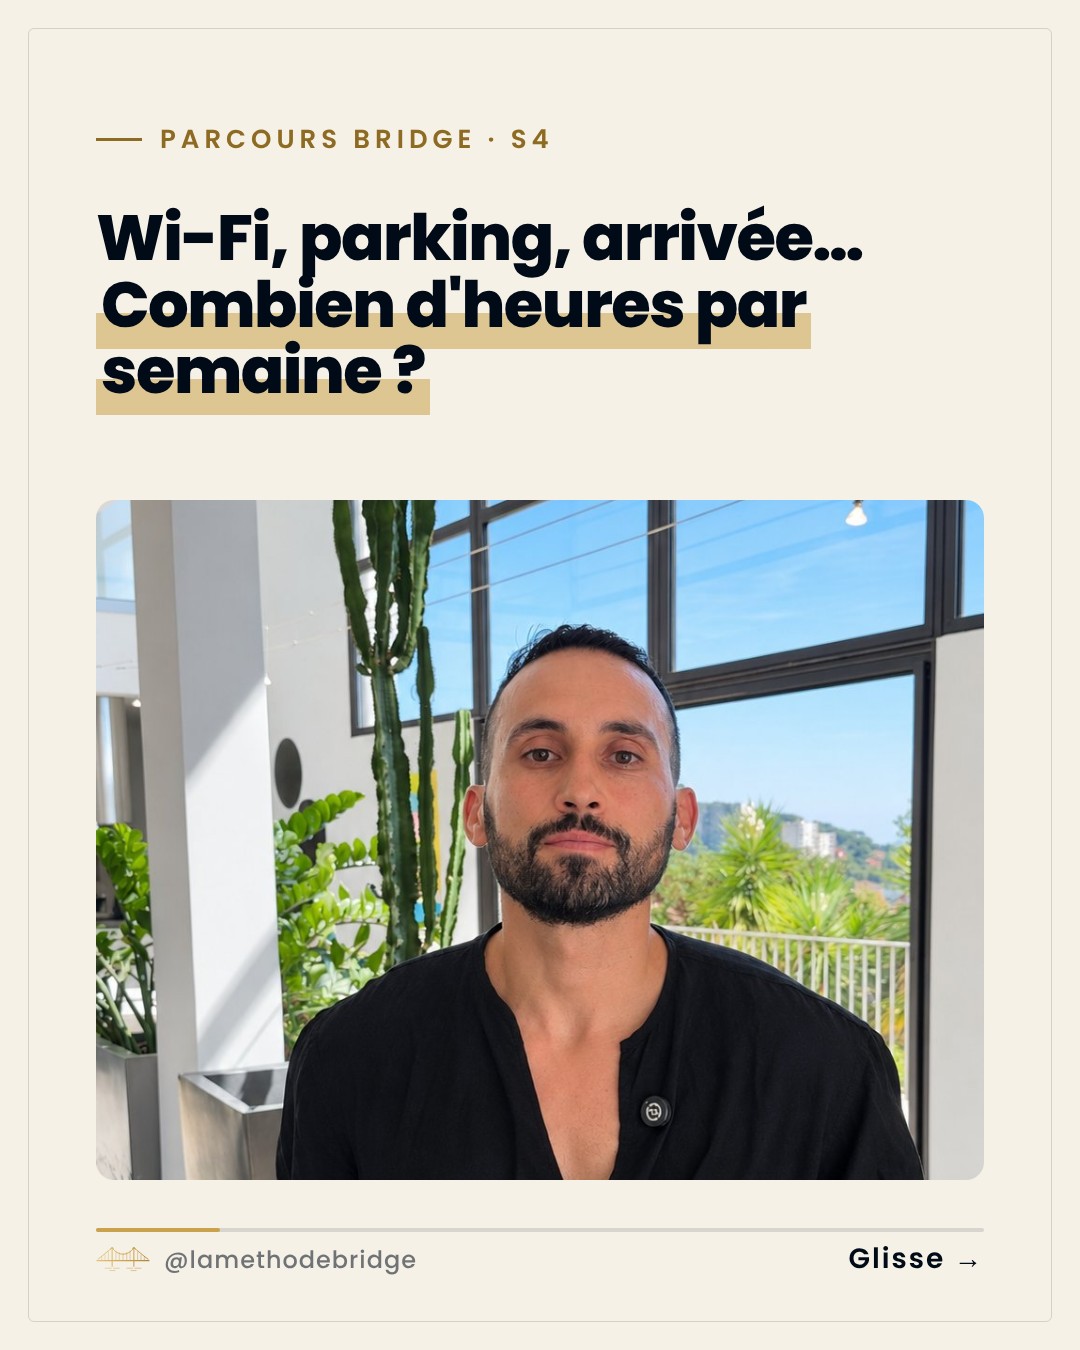 PARCOURS BRIDGE · S4
Wi-Fi, parking, arrivée...
Combien d'heures par
semaine ?
@lamethodebridge
Glisse →